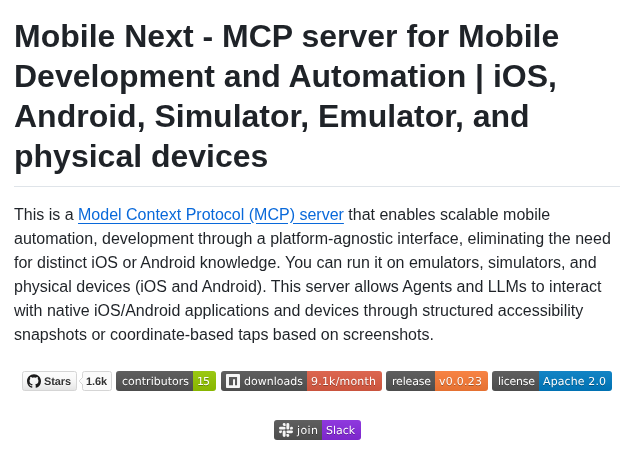 Mobile Next - MCP server for Mobile
Development and Automation | iOS,
Android, Simulator, Emulator, and
physical devices
This is a Model Context Protocol (MCP) server that enables scalable mobile
automation, development through a platform-agnostic interface, eliminating the need
for distinct iOS or Android knowledge. You can run it on emulators, simulators, and
physical devices (iOS and Android). This server allows Agents and LLMs to interact
with native iOS/Android applications and devices through structured accessibility
snapshots or coordinate-based taps based on screenshots.
Stars 1.6k contributors 15 downloads 9.1k/month release v0.0.23 license Apache 2.0
join Slack